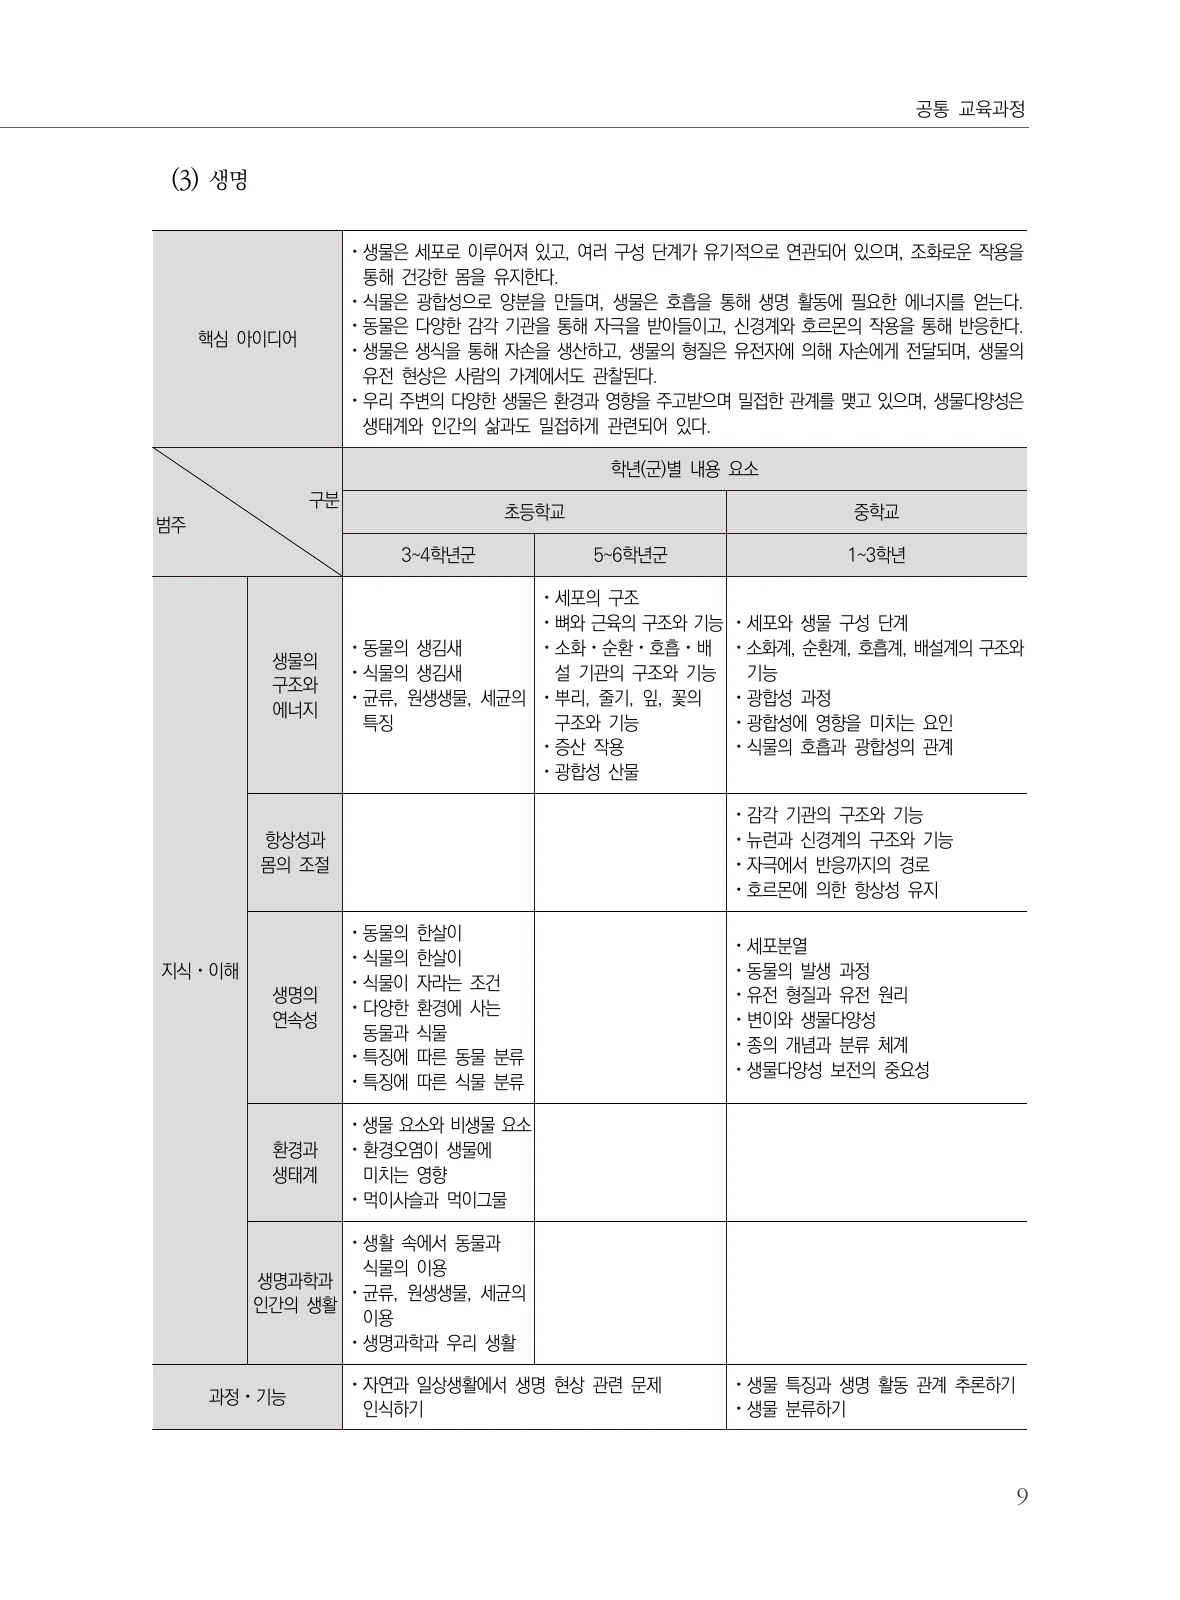 공통 교육과정
(3) 생명
핵심 아이디어
・생물은 세포로 이루어져 있고, 여러 구성 단계가 유기적으로 연관되어 있으며, 조화로운 작용을
통해 건강한 몸을 유지한다.
・식물은 광합성으로 양분을 만들며, 생물은 호흡을 통해 생명 활동에 필요한 에너지를 얻는다.
・동물은 다양한 감각 기관을 통해 자극을 받아들이고, 신경계와 호르몬의 작용을 통해 반응한다.
・생물은 생식을 통해 자손을 생산하고, 생물의 형질은 유전자에 의해 자손에게 전달되며, 생물의
유전 현상은 사람의 가계에서도 관찰된다.
・우리 주변의 다양한 생물은 환경과 영향을 주고받으며 밀접한 관계를 맺고 있으며, 생물다양성은
생태계와 인간의 삶과도 밀접하게 관련되어 있다.
구분
범주
학년(군)별 내용 요소
초등학교
중학교
3~4학년군
5~6학년군
1~3학년
지식・이해
생물의
구조와
에너지
・동물의 생김새
・식물의 생김새
・균류, 원생생물, 세균의
특징
・세포의 구조
・뼈와 근육의 구조와 기능
・소화・순환・호흡・배
설 기관의 구조와 기능
・뿌리, 줄기, 잎, 꽃의
구조와 기능
・증산 작용
・광합성 산물
・세포와 생물 구성 단계
・소화계, 순환계, 호흡계, 배설계의 구조와
기능
・광합성 과정
・광합성에 영향을 미치는 요인
・식물의 호흡과 광합성의 관계
항상성과
몸의 조절
・감각 기관의 구조와 기능
・뉴런과 신경계의 구조와 기능
・자극에서 반응까지의 경로
・호르몬에 의한 항상성 유지
생명의
연속성
・동물의 한살이
・식물의 한살이
・식물이 자라는 조건
・다양한 환경에 사는
동물과 식물
・특징에 따른 동물 분류
・특징에 따른 식물 분류
・세포분열
・동물의 발생 과정
・유전 형질과 유전 원리
・변이와 생물다양성
・종의 개념과 분류 체계
・생물다양성 보전의 중요성
환경과
생태계
・생물 요소와 비생물 요소
・환경오염이 생물에
미치는 영향
・먹이사슬과 먹이그물
생명과학과
인간의 생활
・생활 속에서 동물과
식물의 이용
・균류, 원생생물, 세균의
이용
・생명과학과 우리 생활
과정・기능
・자연과 일상생활에서 생명 현상 관련 문제
인식하기
・생물 특징과 생명 활동 관계 추론하기
・생물 분류하기
9